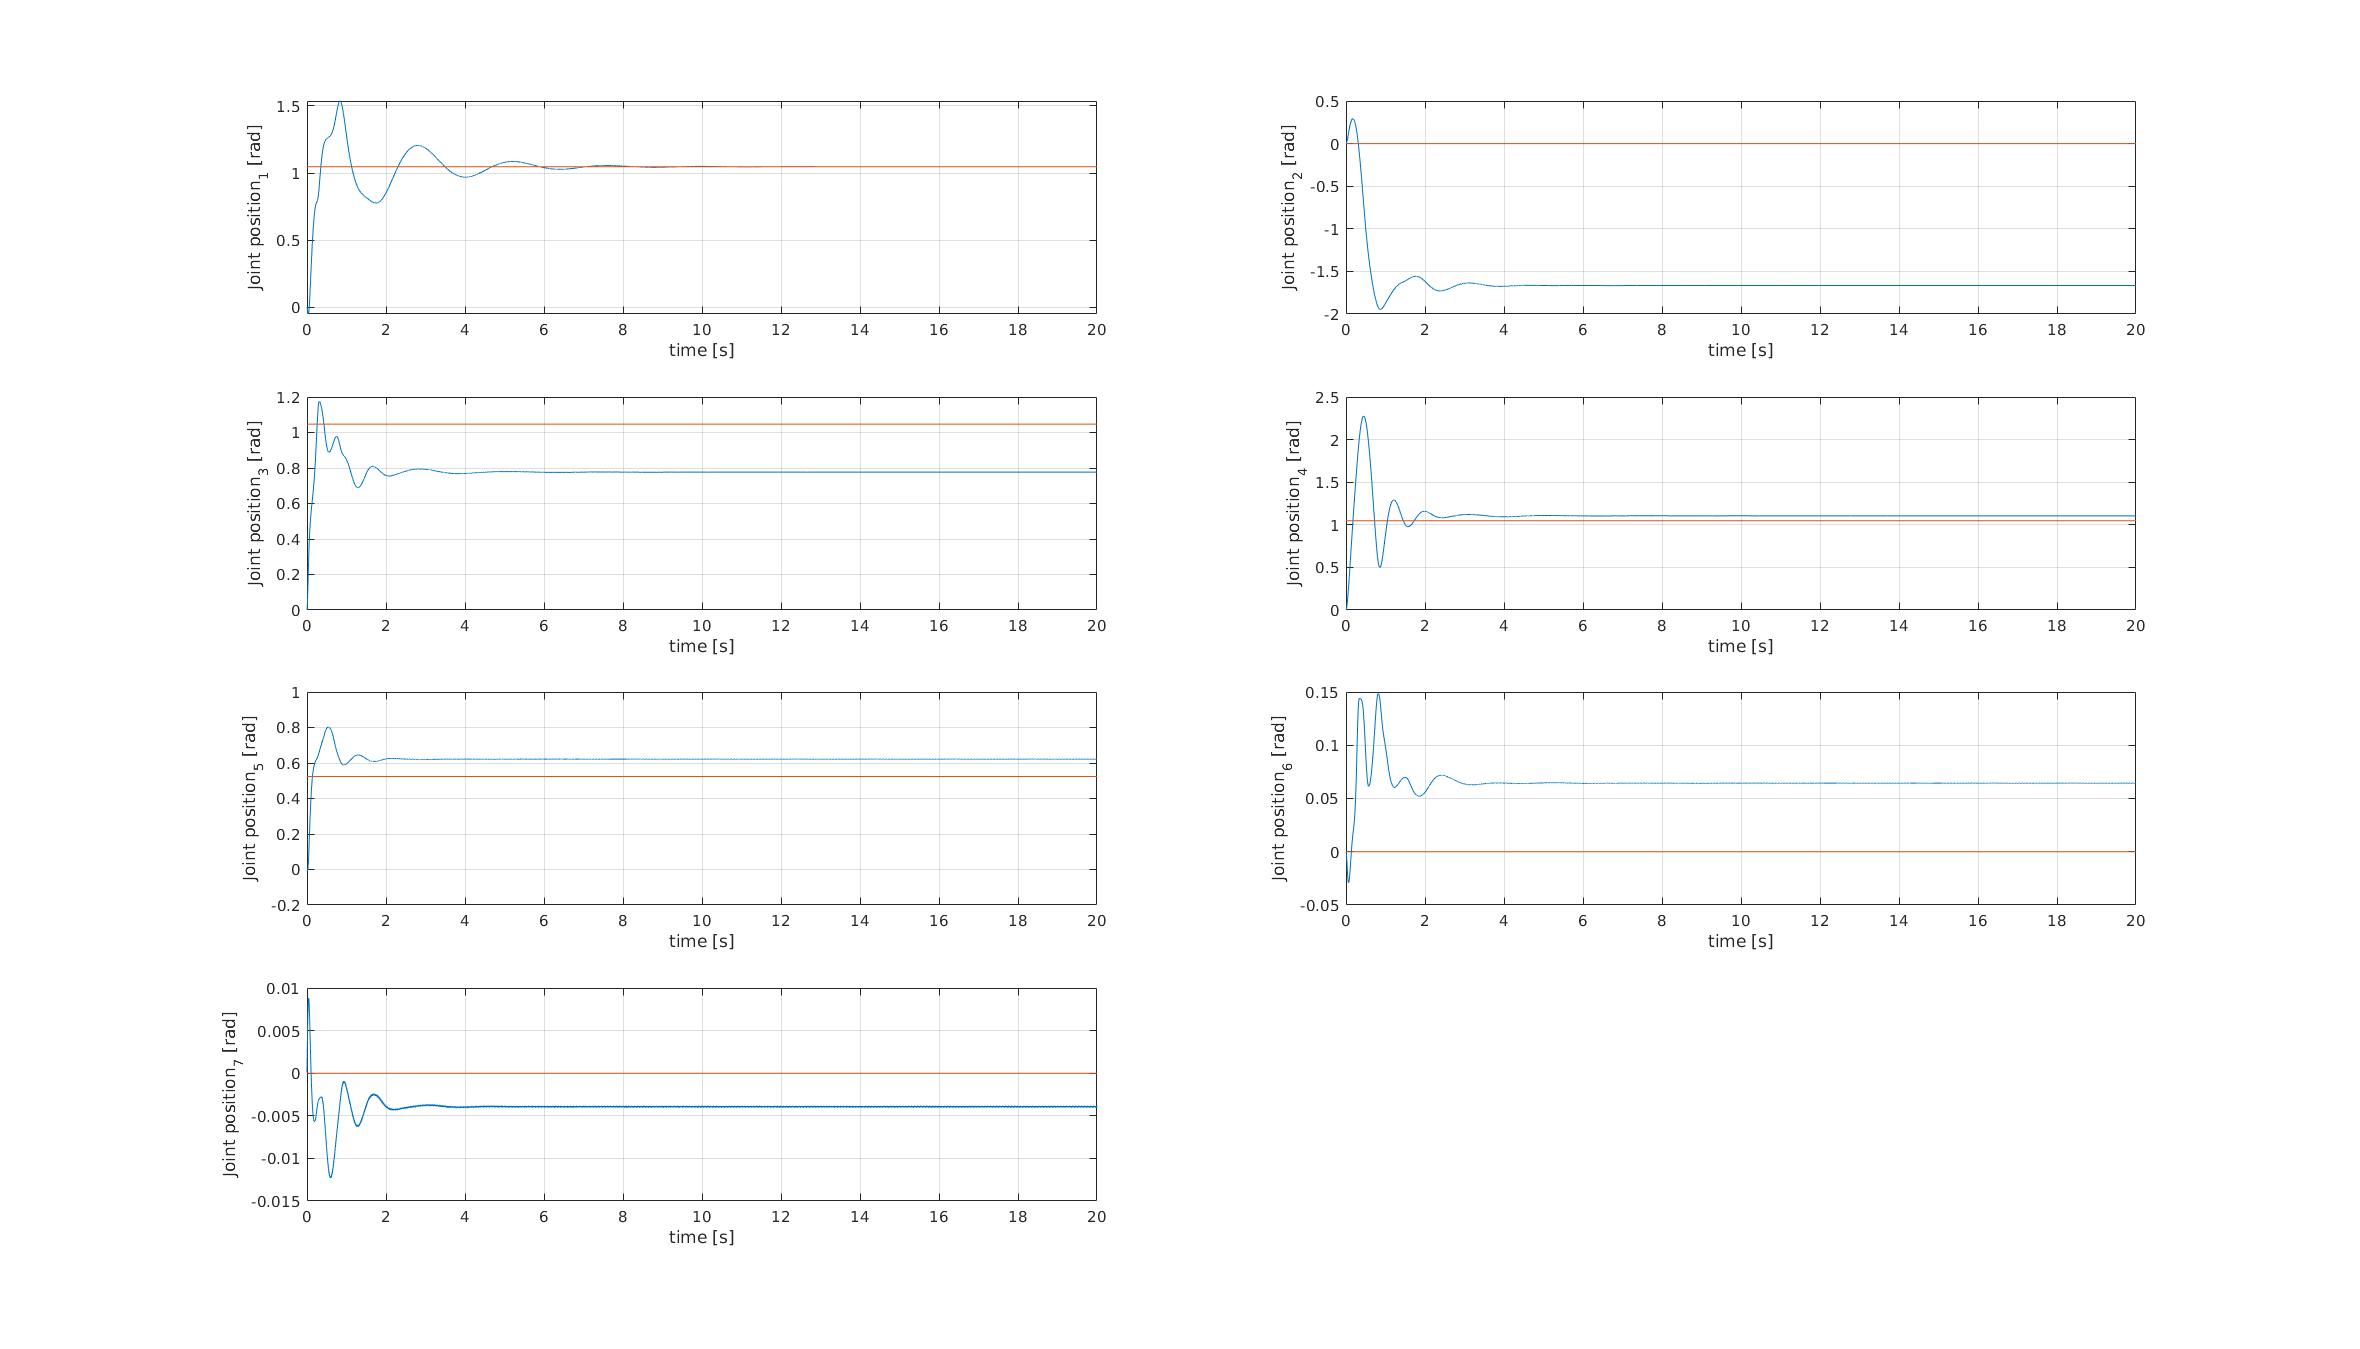 Joint position1 [rad]
1.5
1
0.5
0
0 2 4 6 8 10 12 14 16 18 20
time [s]
Joint position2 [rad]
0.5
0
-0.5
-1
-1.5
-2
0 2 4 6 8 10 12 14 16 18 20
time [s]
Joint position3 [rad]
1.2
1
0.8
0.6
0.4
0.2
0
0 2 4 6 8 10 12 14 16 18 20
time [s]
Joint position4 [rad]
2.5
2
1.5
1
0.5
0
0 2 4 6 8 10 12 14 16 18 20
time [s]
Joint position5 [rad]
1
0.8
0.6
0.4
0.2
0
-0.2
0 2 4 6 8 10 12 14 16 18 20
time [s]
Joint position6 [rad]
0.15
0.1
0.05
0
-0.05
0 2 4 6 8 10 12 14 16 18 20
time [s]
Joint position7 [rad]
0.01
0.005
0
-0.005
-0.01
-0.015
0 2 4 6 8 10 12 14 16 18 20
time [s]